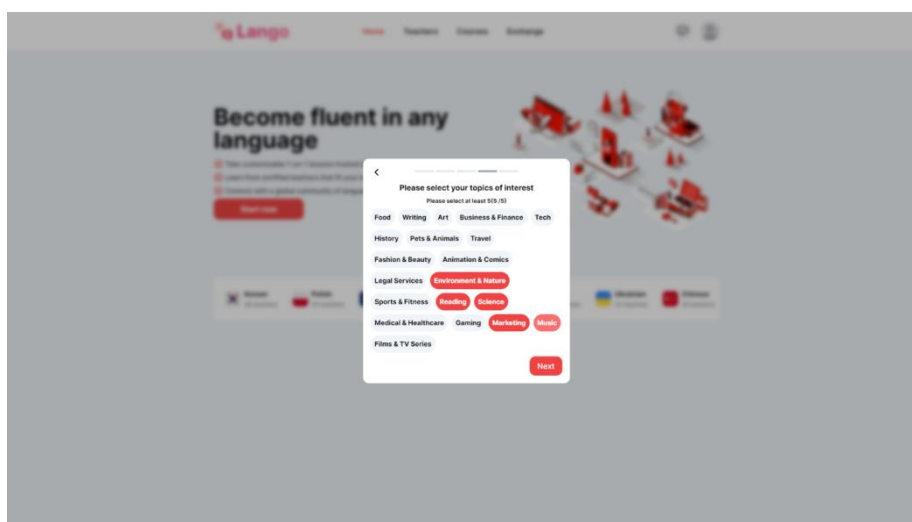 Lango
Home Teachers Courses Exchange
Become fluent in any
language
Start now
Please select your topics of interest
Please select at least 5(5 /5)
Food Writing Art Business & Finance Tech
History Pets & Animals Travel
Fashion & Beauty Animation & Comics
Legal Services Environment & Nature
Sports & Fitness Reading Science
Medical & Healthcare Gaming Marketing Music
Films & TV Series
Next